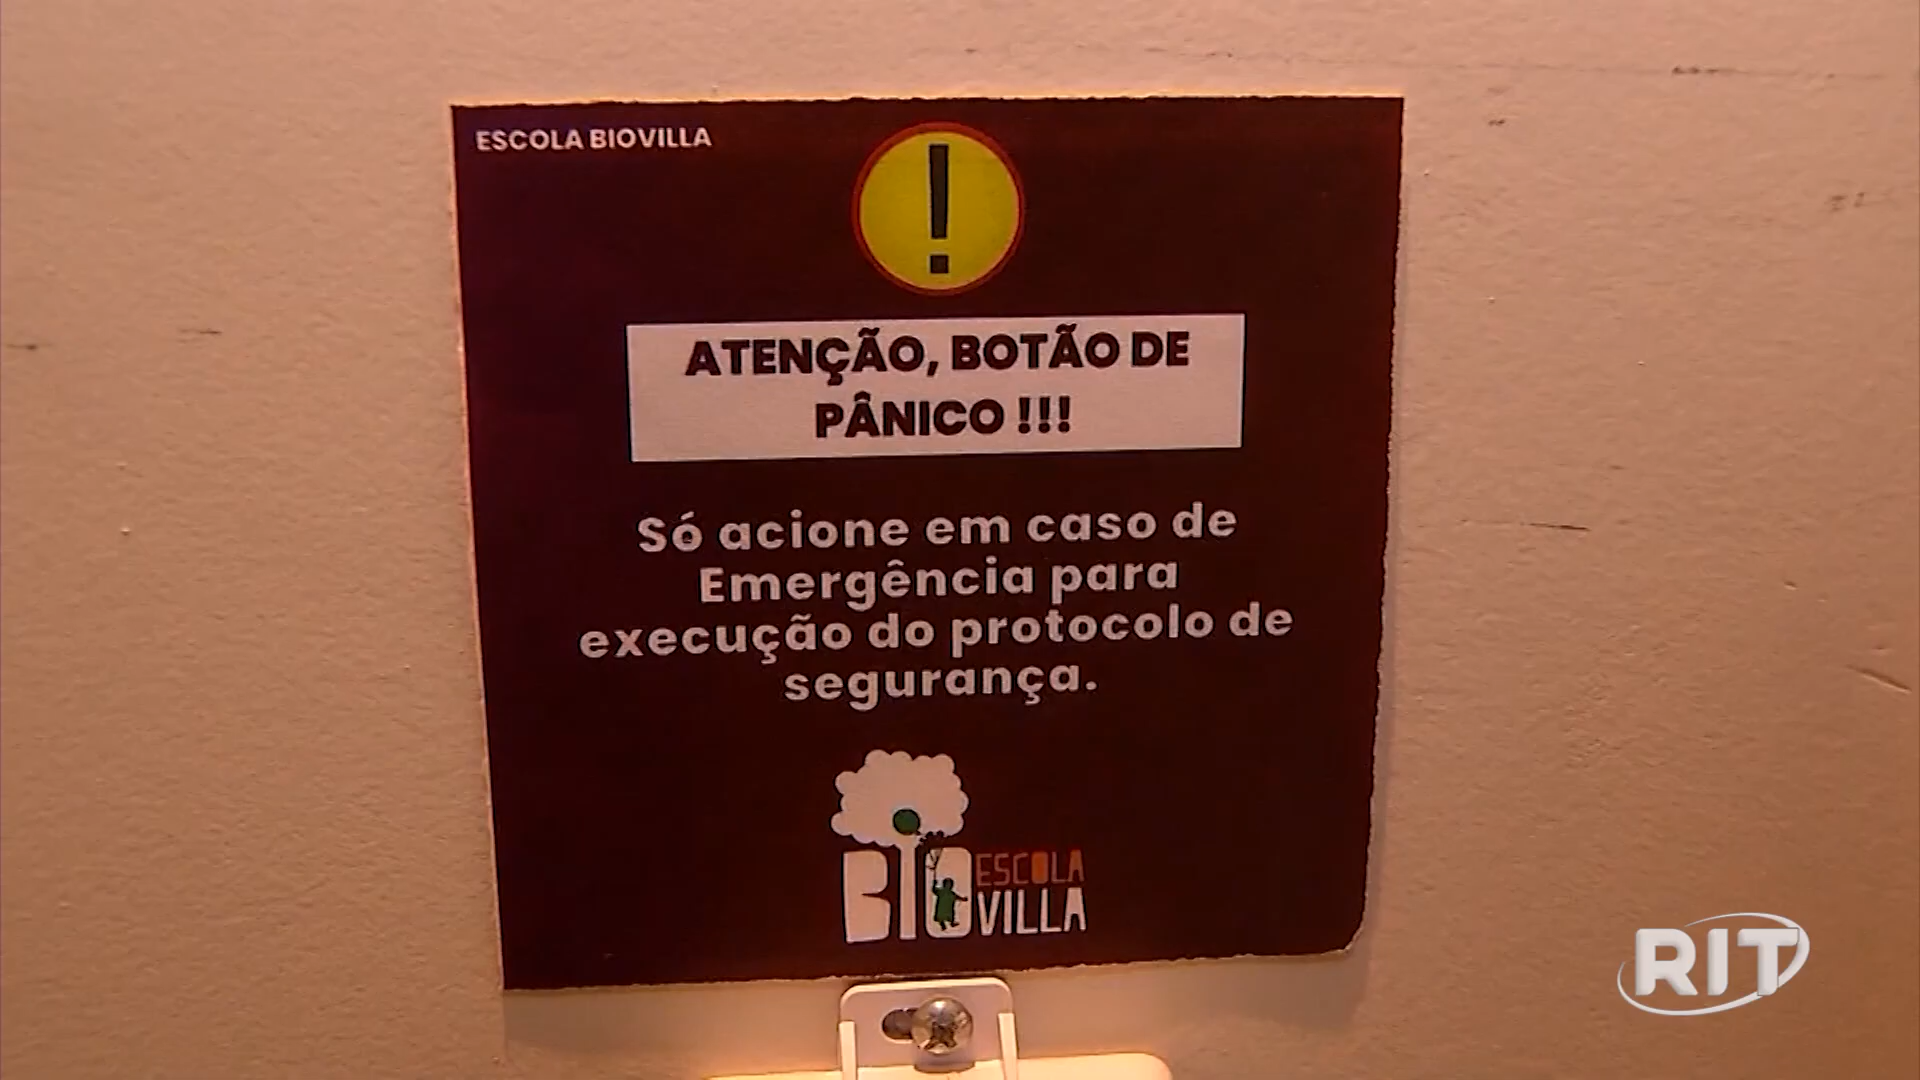 ESCOLA BIOVILLA
!
ATENÇÃO, BOTÃO DE
PÂNICO !!!
Só acione em caso de
Emergência para
execução do protocolo de
segurança.
BIO ESCOLA
VILLA
RIT